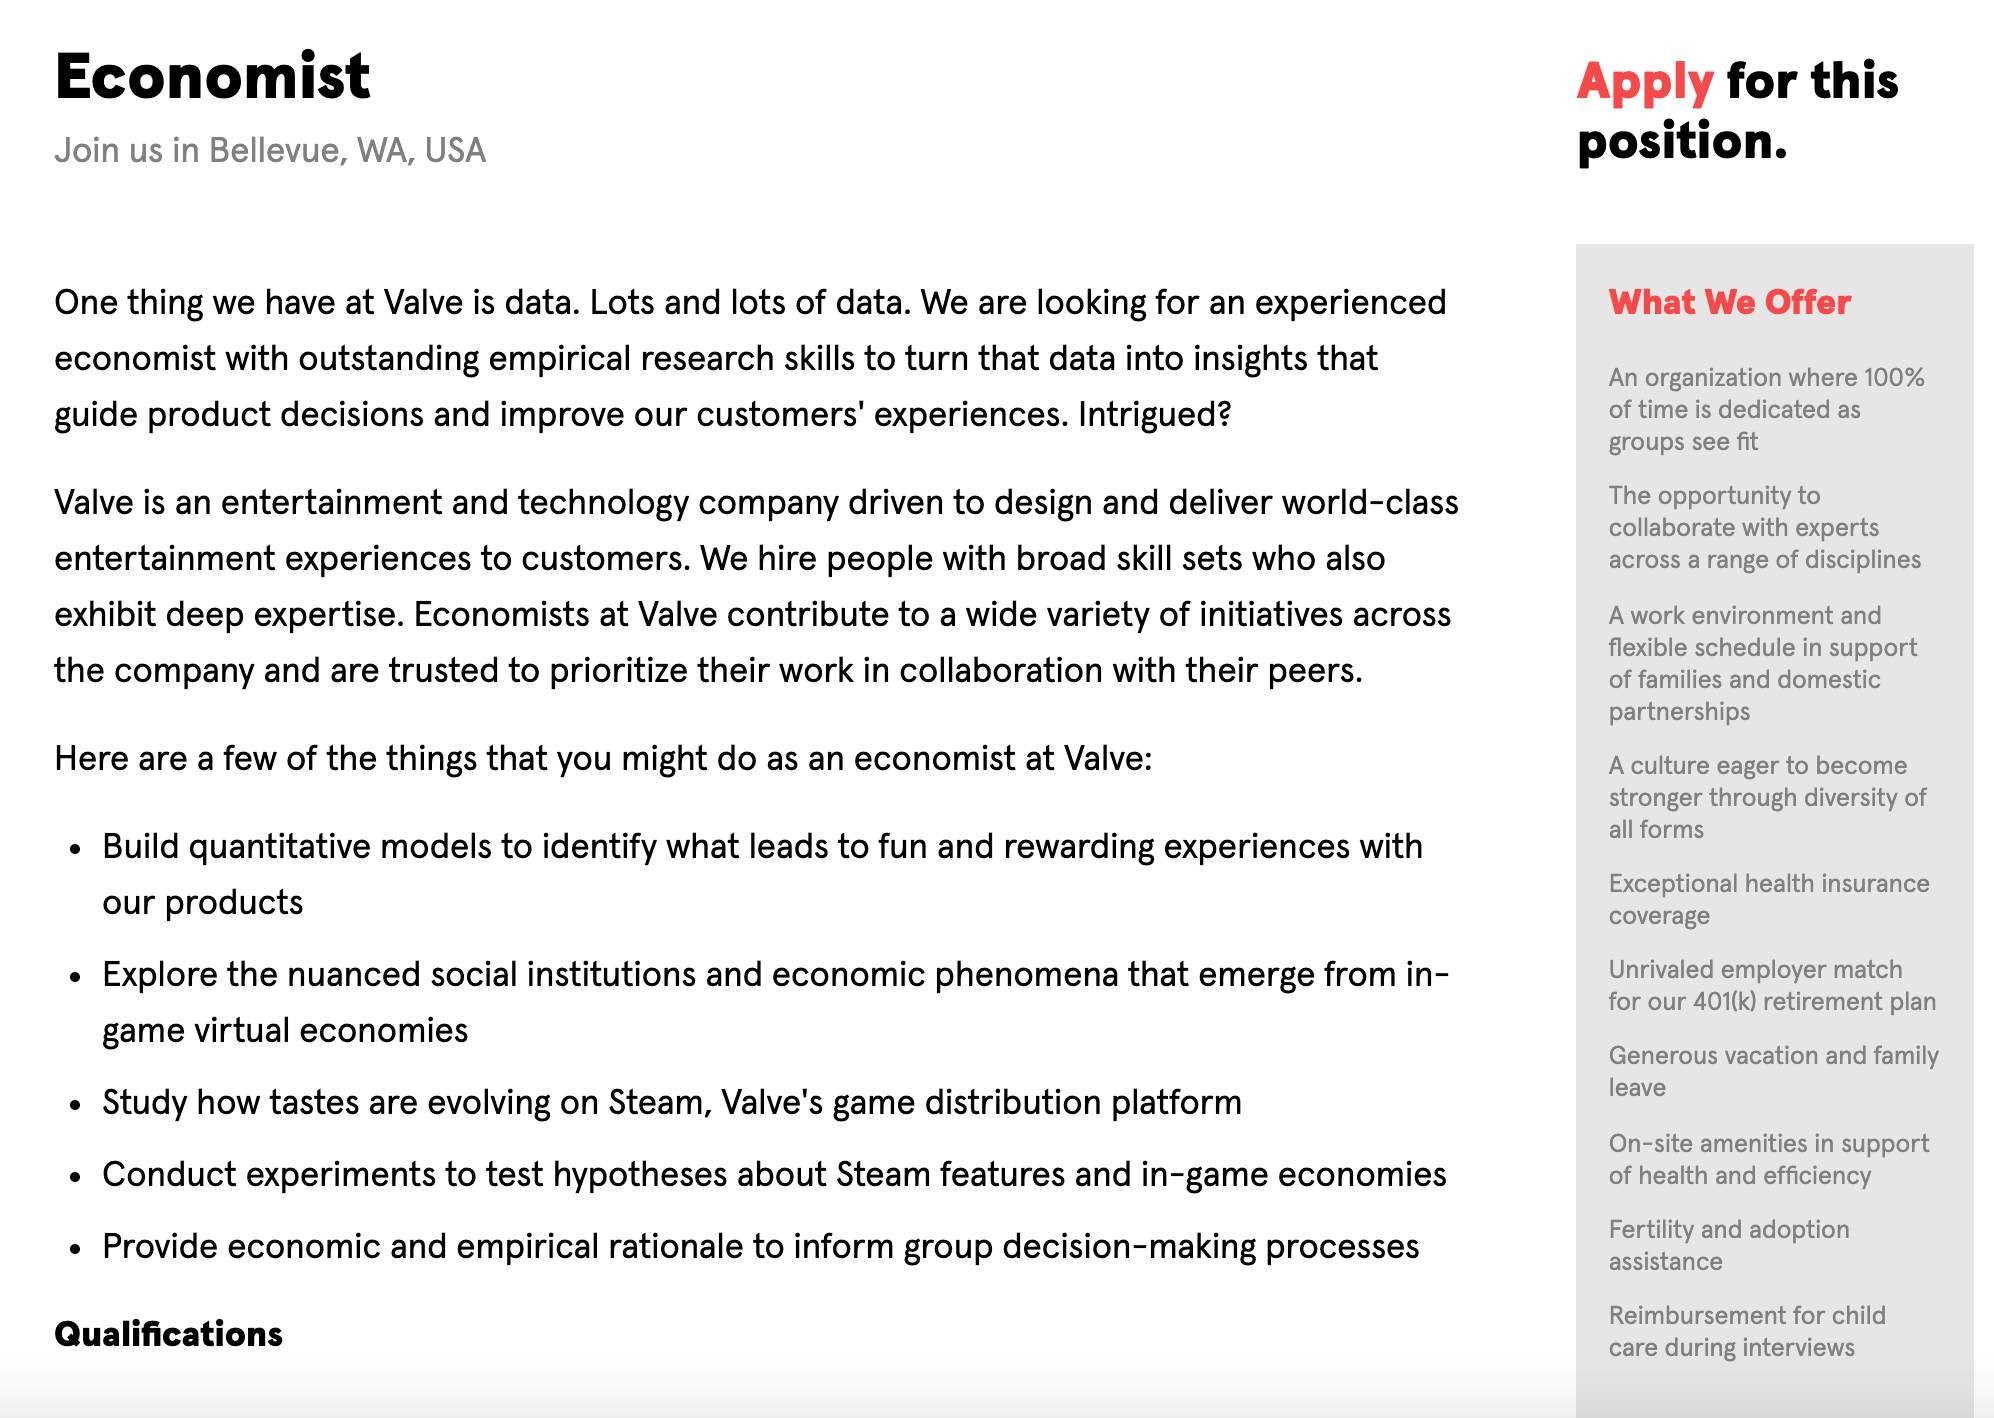 Economist
Join us in Bellevue, WA, USA
One thing we have at Valve is data. Lots and lots of data. We are looking for an experienced
economist with outstanding empirical research skills to turn that data into insights that
guide product decisions and improve our customers' experiences. Intrigued?
Valve is an entertainment and technology company driven to design and deliver world-class
entertainment experiences to customers. We hire people with broad skill sets who also
exhibit deep expertise. Economists at Valve contribute to a wide variety of initiatives across
the company and are trusted to prioritize their work in collaboration with their peers.
Here are a few of the things that you might do as an economist at Valve:
• Build quantitative models to identify what leads to fun and rewarding experiences with
our products
• Explore the nuanced social institutions and economic phenomena that emerge from in-
game virtual economies
• Study how tastes are evolving on Steam, Valve's game distribution platform
• Conduct experiments to test hypotheses about Steam features and in-game economies
• Provide economic and empirical rationale to inform group decision-making processes
Qualifications
Apply for this
position.
What We Offer
An organization where 100%
of time is dedicated as
groups see fit
The opportunity to
collaborate with experts
across a range of disciplines
A work environment and
flexible schedule in support
of families and domestic
partnerships
A culture eager to become
stronger through diversity of
all forms
Exceptional health insurance
coverage
Unrivaled employer match
for our 401(k) retirement plan
Generous vacation and family
leave
On-site amenities in support
of health and efficiency
Fertility and adoption
assistance
Reimbursement for child
care during interviews